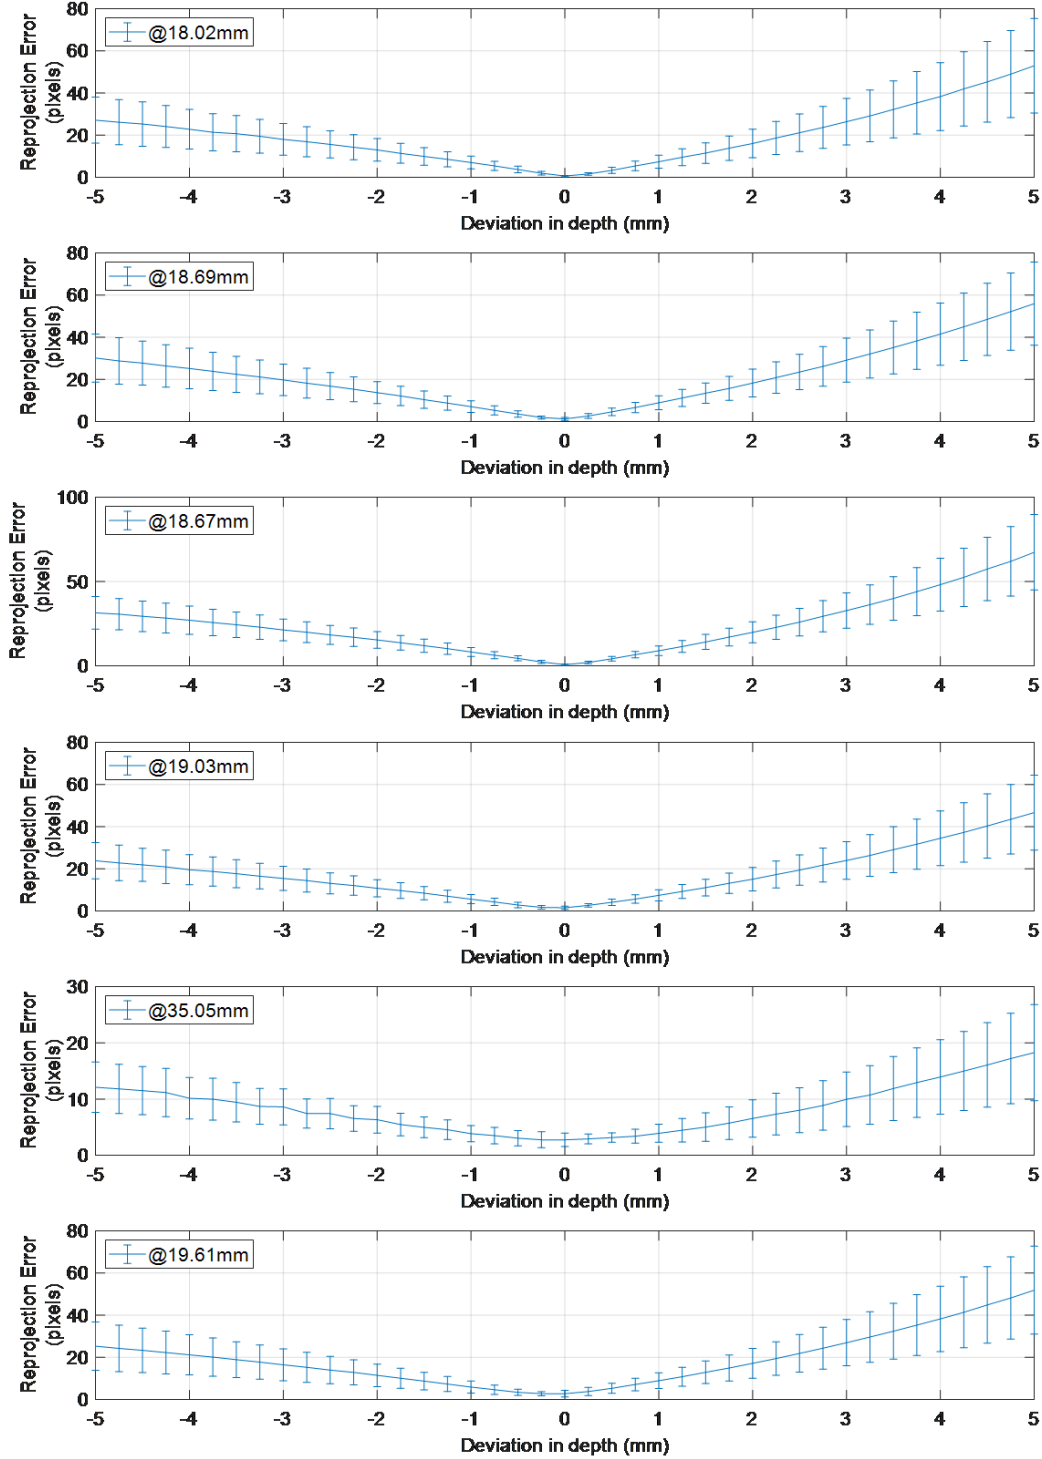 @18.02mm
80
60
40
20
0
Reprojection Error
(pixels)
-5 -4 -3 -2 -1 0 1 2 3 4 5
Deviation in depth (mm)
@18.69mm
80
60
40
20
0
Reprojection Error
(pixels)
-5 -4 -3 -2 -1 0 1 2 3 4 5
Deviation in depth (mm)
@18.67mm
100
50
0
Reprojection Error
(pixels)
-5 -4 -3 -2 -1 0 1 2 3 4 5
Deviation in depth (mm)
@19.03mm
80
60
40
20
0
Reprojection Error
(pixels)
-5 -4 -3 -2 -1 0 1 2 3 4 5
Deviation in depth (mm)
@35.05mm
30
20
10
0
Reprojection Error
(pixels)
-5 -4 -3 -2 -1 0 1 2 3 4 5
Deviation in depth (mm)
@19.61mm
80
60
40
20
0
Reprojection Error
(pixels)
-5 -4 -3 -2 -1 0 1 2 3 4 5
Deviation in depth (mm)